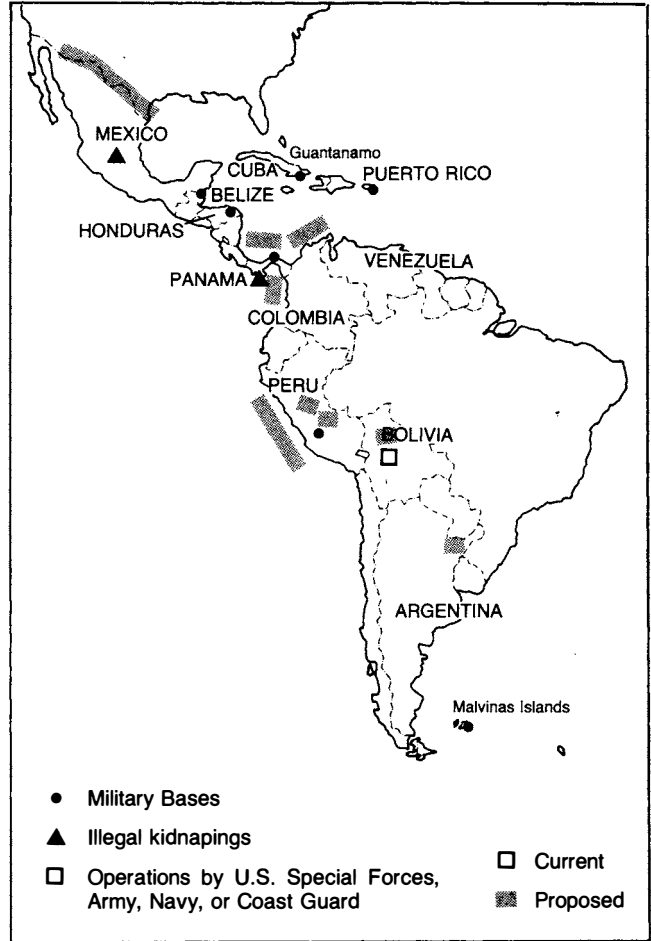 MEXICO
Guantanamo
CUBA
PUERTO RICO
BELIZE
HONDURAS
VENEZUELA
PANAMA
COLOMBIA
PERU
BOLIVIA
ARGENTINA
Malvinas Islands
Military Bases
Illegal kidnapings
Operations by U.S. Special Forces,
Army, Navy, or Coast Guard
Current
Proposed